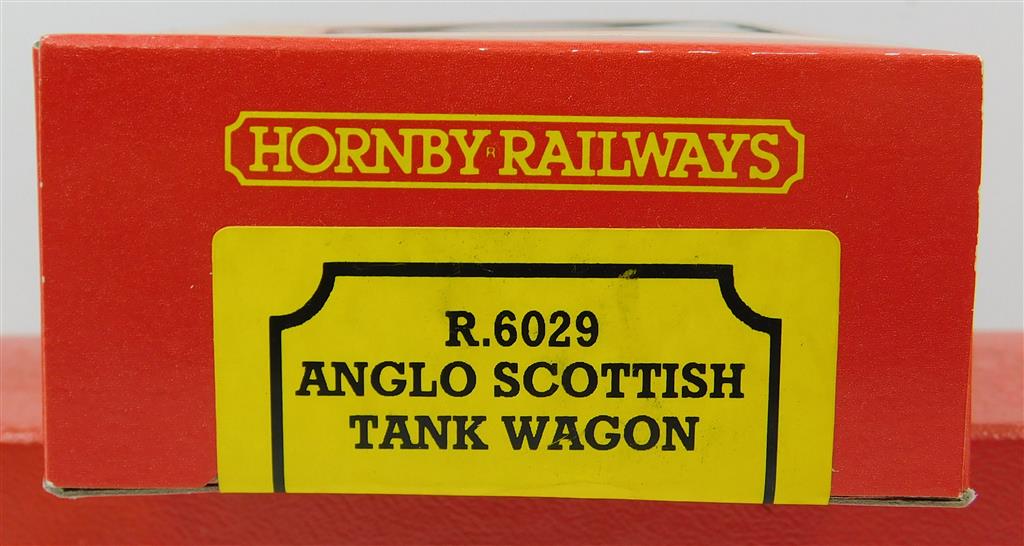 HORNBY® RAILWAYS
R.6029
ANGLO SCOTTISH
TANK WAGON